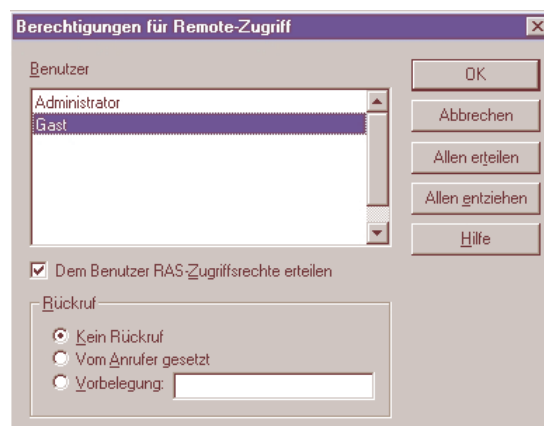 Berechtigungen für Remote-Zugriff
Benutzer
Administrator
Gast
OK
Abbrechen
Allen erteilen
Allen entziehen
Hilfe
Dem Benutzer RAS-Zugriffsrechte erteilen
Rückruf
Kein Rückruf
Vom Anrufer gesetzt
Vorbelegung: